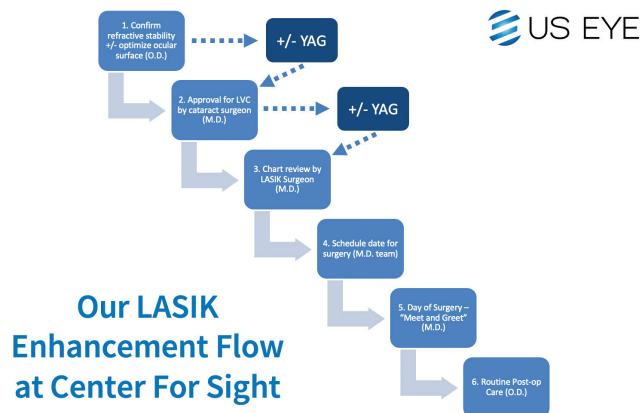 1. Confirm
refractive stability
+/- optimize ocular
surface (O.D.)
+/- YAG
US EYE
2. Approval for LVC
by cataract surgeon
(M.D.)
+/- YAG
3. Chart review by
LASIK Surgeon
(M.D.)
4. Schedule date for
surgery (M.D. team)
5. Day of Surgery –
"Meet and Greet"
(M.D.)
6. Routine Post-op
Care (O.D.)
Our LASIK
Enhancement Flow
at Center For Sight